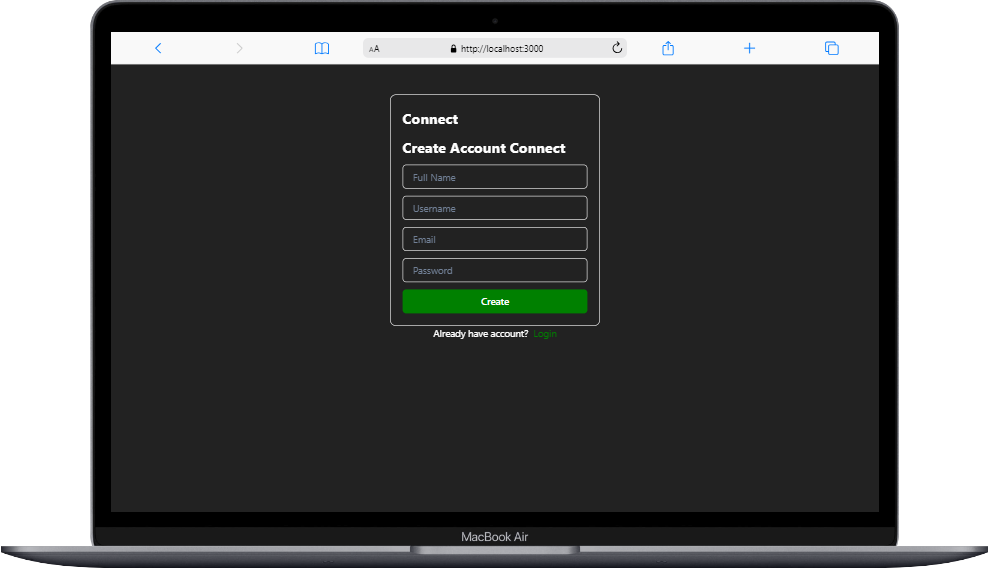 AA http://localhost:3000
Connect
Create Account Connect
Full Name
Username
Email
Password
Create
Already have account? Login
MacBook Air